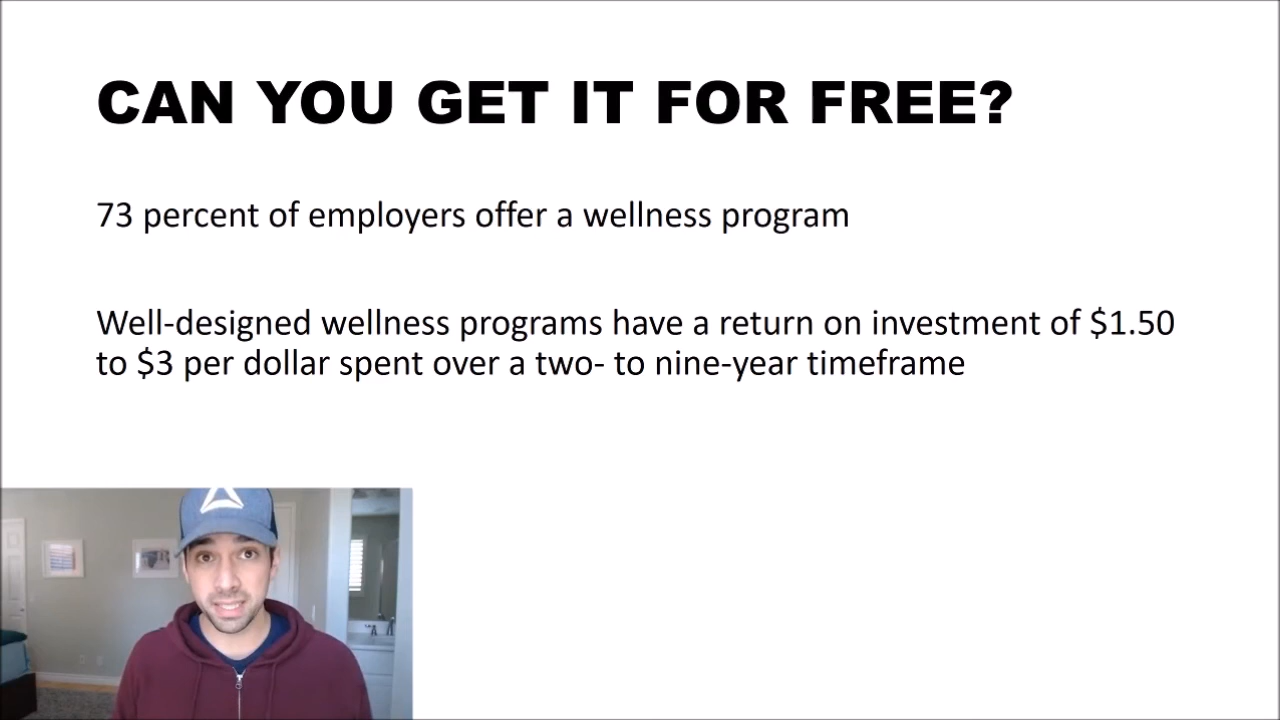 CAN YOU GET IT FOR FREE?
73 percent of employers offer a wellness program
Well-designed wellness programs have a return on investment of $1.50
to $3 per dollar spent over a two- to nine-year timeframe